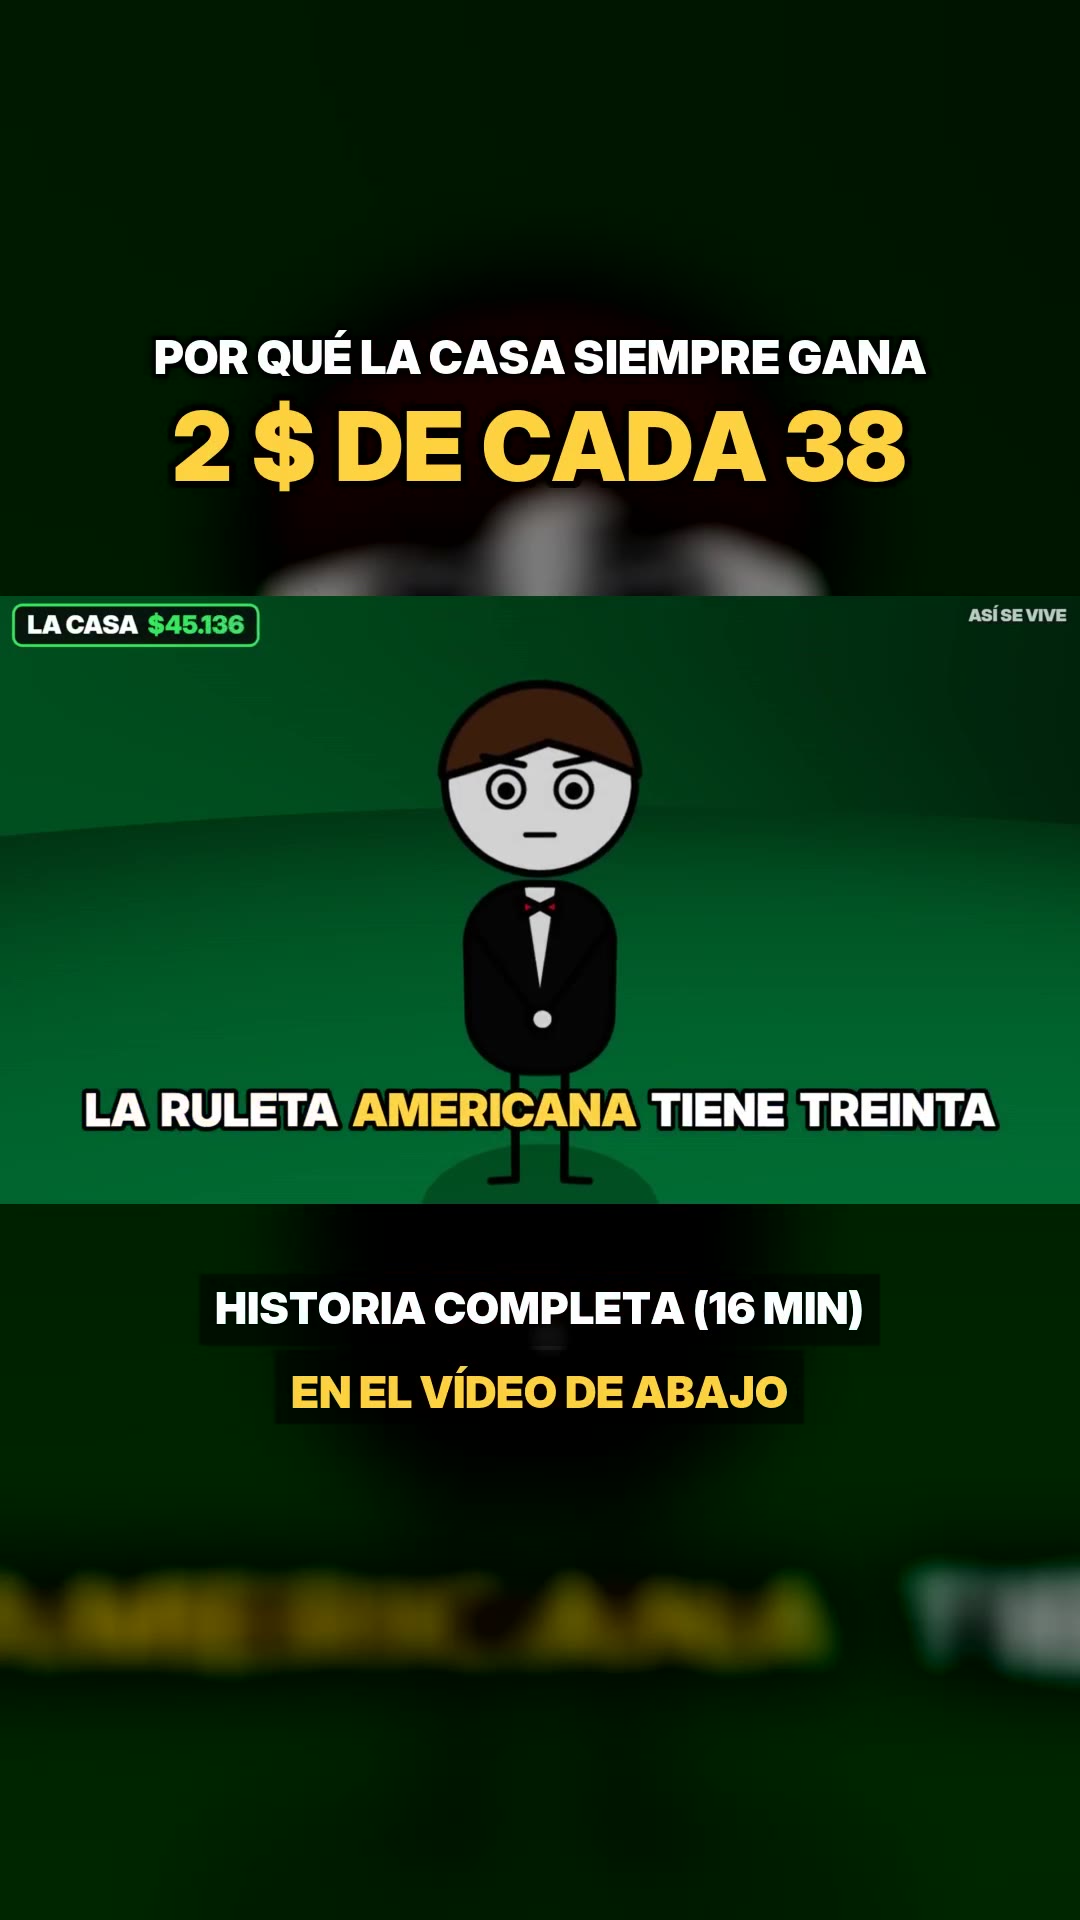 POR QUÉ LA CASA SIEMPRE GANA
2 $ DE CADA 38
LA CASA $45.136
ASÍ SE VIVE
LA RULETA AMERICANA TIENE TREINTA
HISTORIA COMPLETA (16 MIN)
EN EL VÍDEO DE ABAJO
AMERICANA